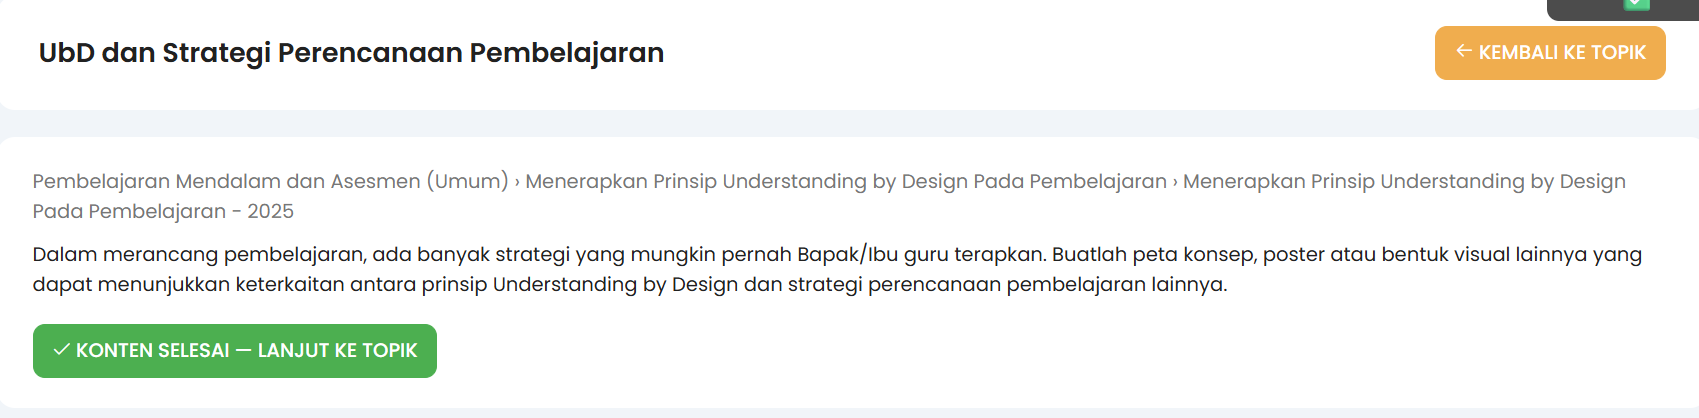 UbD dan Strategi Perencanaan Pembelajaran
← KEMBALI KE TOPIK
Pembelajaran Mendalam dan Asesmen (Umum) › Menerapkan Prinsip Understanding by Design Pada Pembelajaran › Menerapkan Prinsip Understanding by Design
Pada Pembelajaran - 2025
Dalam merancang pembelajaran, ada banyak strategi yang mungkin pernah Bapak/Ibu guru terapkan. Buatlah peta konsep, poster atau bentuk visual lainnya yang
dapat menunjukkan keterkaitan antara prinsip Understanding by Design dan strategi perencanaan pembelajaran lainnya.
✓ KONTEN SELESAI — LANJUT KE TOPIK